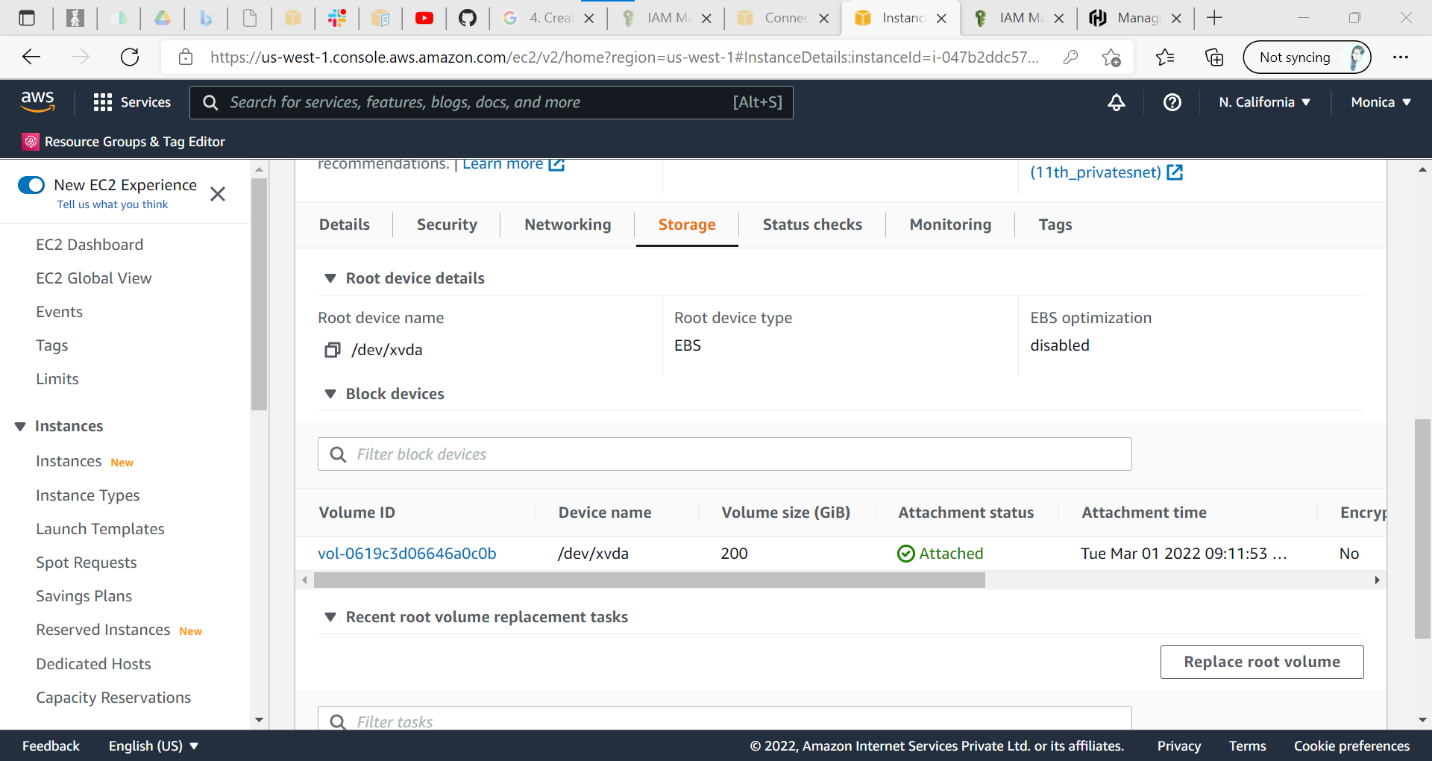 4. Creat
IAM Ma
Connec
Instanc
IAM M
Manag
https://us-west-1.console.aws.amazon.com/ec2/v2/home?region=us-west-1#InstanceDetails:instanceId=i-047b2ddc57...
Not syncing
aws
Services
Search for services, features, blogs, docs, and more
[Alt+S]
N. California
Monica
Resource Groups & Tag Editor
New EC2 Experience
Tell us what you think
EC2 Dashboard
EC2 Global View
Events
Tags
Limits
Instances
Instances New
Instance Types
Launch Templates
Spot Requests
Savings Plans
Reserved Instances New
Dedicated Hosts
Capacity Reservations
recommendations. | Learn more
(11th_privatesnet)
Details
Security
Networking
Storage
Status checks
Monitoring
Tags
Root device details
Root device name
/dev/xvda
Root device type
EBS
EBS optimization
disabled
Block devices
Filter block devices
Volume ID
Device name
Volume size (GiB)
Attachment status
Attachment time
Encryp
vol-0619c3d06646a0c0b
/dev/xvda
200
Attached
Tue Mar 01 2022 09:11:53 ...
No
Recent root volume replacement tasks
Replace root volume
Filter tasks
Feedback
English (US)
© 2022, Amazon Internet Services Private Ltd. or its affiliates.
Privacy
Terms
Cookie preferences